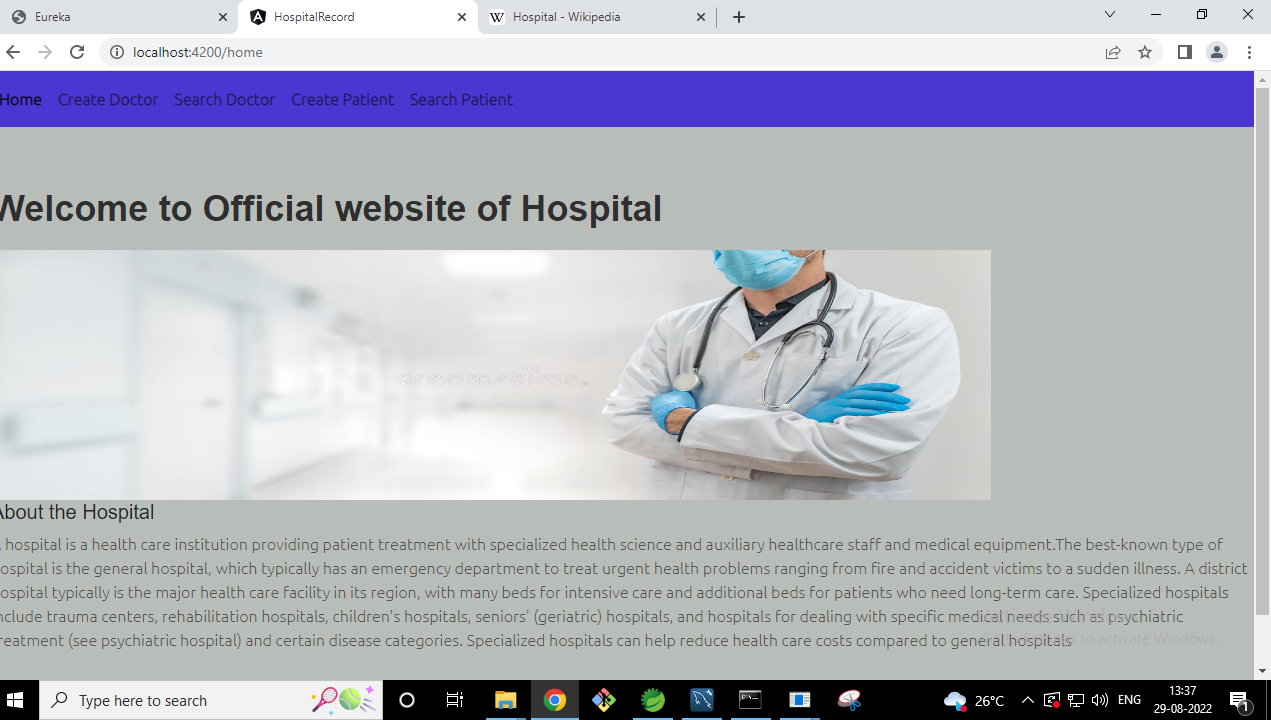 Eureka
HospitalRecord
Hospital - Wikipedia
localhost:4200/home
Home Create Doctor Search Doctor Create Patient Search Patient
Welcome to Official website of Hospital
dreamstime.
About the Hospital
hospital is a health care institution providing patient treatment with specialized health science and auxiliary healthcare staff and medical equipment.The best-known type of
ospital is the general hospital, which typically has an emergency department to treat urgent health problems ranging from fire and accident victims to a sudden illness. A district
ospital typically is the major health care facility in its region, with many beds for intensive care and additional beds for patients who need long-term care. Specialized hospitals
nclude trauma centers, rehabilitation hospitals, children's hospitals, seniors' (geriatric) hospitals, and hospitals for dealing with specific medical needs such as psychiatric
reatment (see psychiatric hospital) and certain disease categories. Specialized hospitals can help reduce health care costs compared to general hospitals
Activate Windows
to activate Windows.
Type here to search
26°C
ENG
13:37
29-08-2022
1